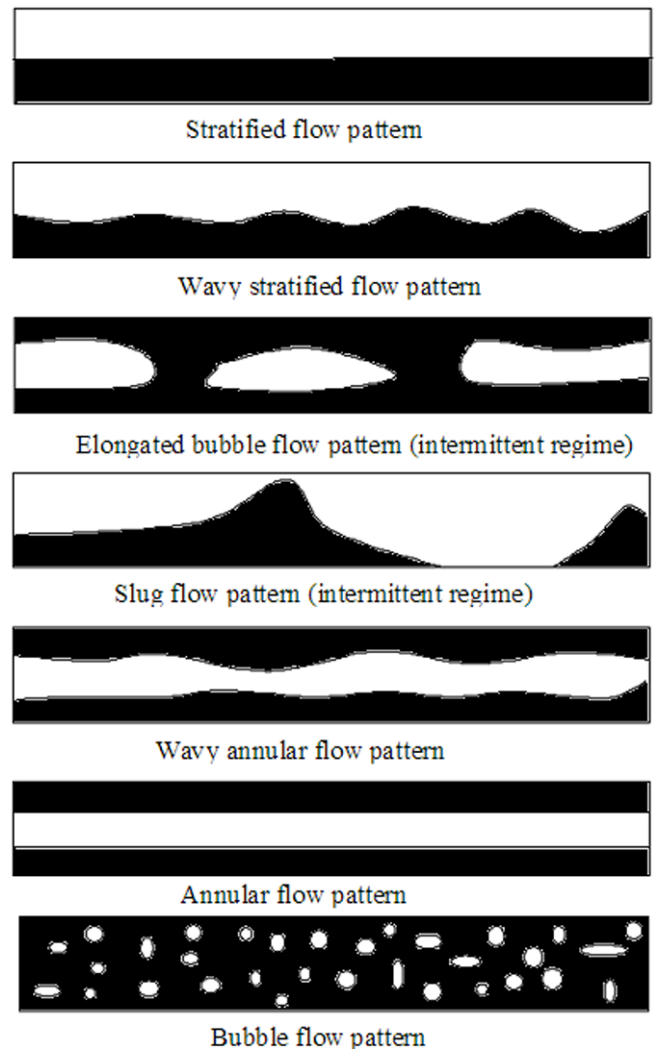 Stratified flow pattern
Wavy stratified flow pattern
Elongated bubble flow pattern (intermittent regime)
Slug flow pattern (intermittent regime)
Wavy annular flow pattern
Annular flow pattern
Bubble flow pattern